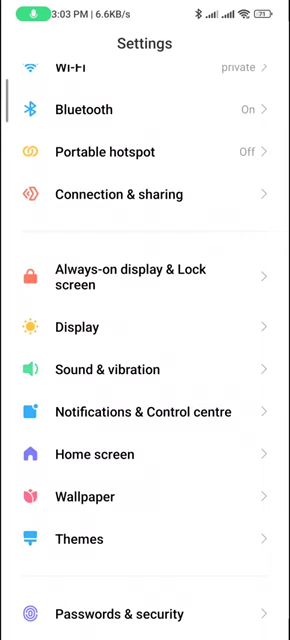 3:03 PM | 6.6KB/s
71
Settings
Wi-Fi
private
Bluetooth
On
Portable hotspot
Off
Connection & sharing
Always-on display & Lock
screen
Display
Sound & vibration
Notifications & Control centre
Home screen
Wallpaper
Themes
Passwords & security